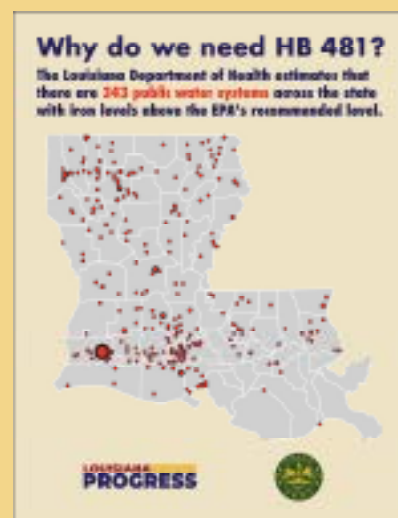 Why do we need HB 481?
The Louisiana Department of Health estimates that
there are 343 public water systems across the state
with iron levels above the EPA's recommended level.
LOUISIANA
PROGRESS